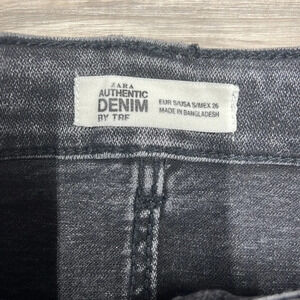 ZARA
AUTHENTIC
DENIM
BY TRF
EUR S/USA S/MEX 26
MADE IN BANGLADESH